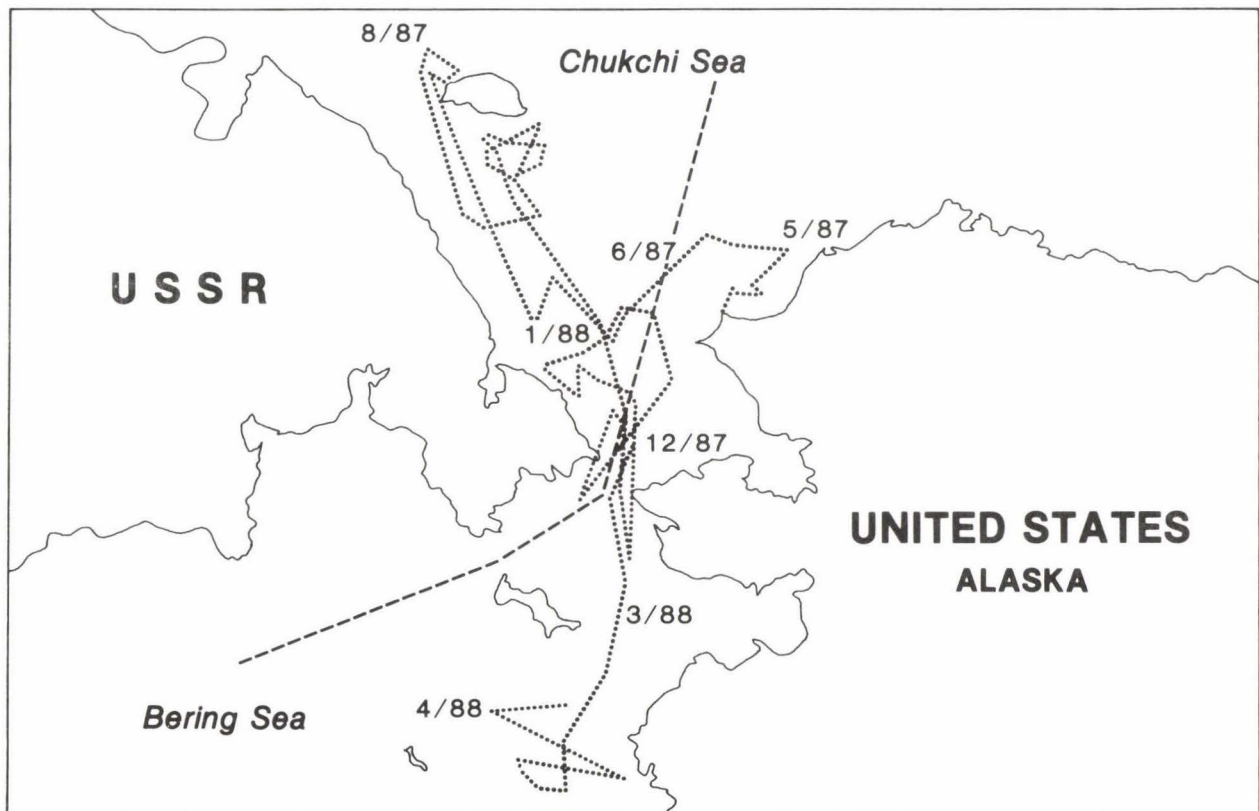 8/87
Chukchi Sea
5/87
6/87
USSR
1/88
12/87
UNITED STATES
ALASKA
3/88
4/88
Bering Sea